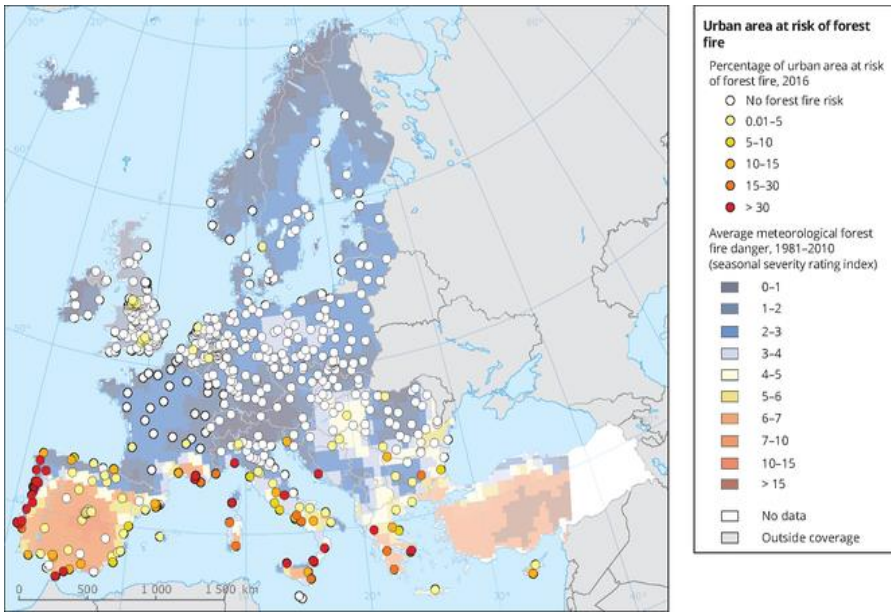 Urban area at risk of forest
fire
Percentage of urban area at risk
of forest fire, 2016
No forest fire risk
0.01–5
5–10
10–15
15–30
> 30
Average meteorological forest
fire danger, 1981–2010
(seasonal severity rating index)
0–1
1–2
2–3
3–4
4–5
5–6
6–7
7–10
10–15
> 15
No data
Outside coverage
0 500 1 000 1 500 km
20° 30° 40°